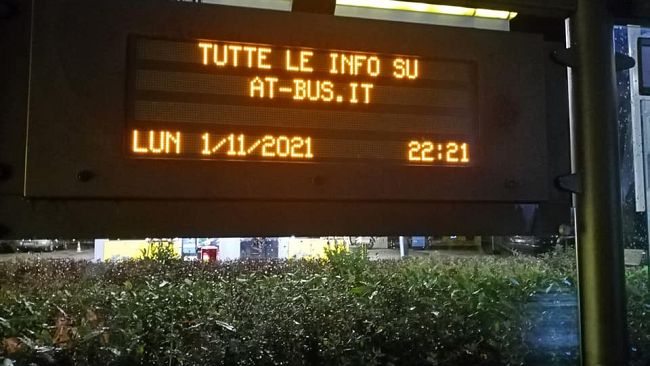 TUTTE LE INFO SU
AT-BUS.IT
LUN 1/11/2021 22:21